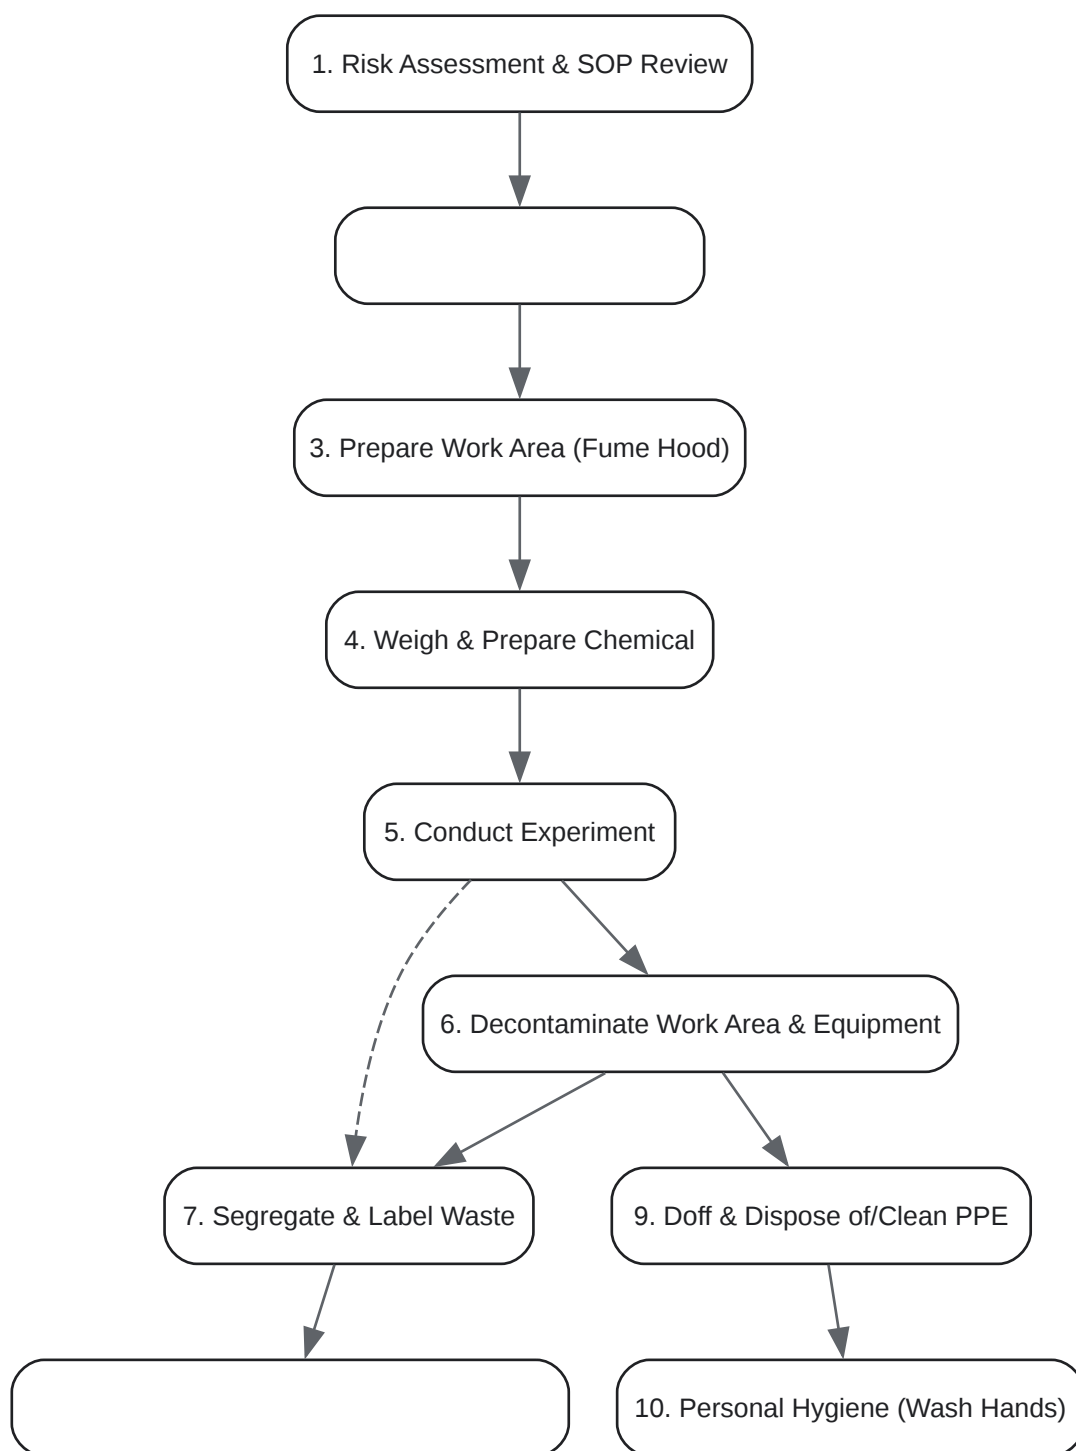 1. Risk Assessment & SOP Review
3. Prepare Work Area (Fume Hood)
4. Weigh & Prepare Chemical
5. Conduct Experiment
6. Decontaminate Work Area & Equipment
7. Segregate & Label Waste
9. Doff & Dispose of/Clean PPE
10. Personal Hygiene (Wash Hands)